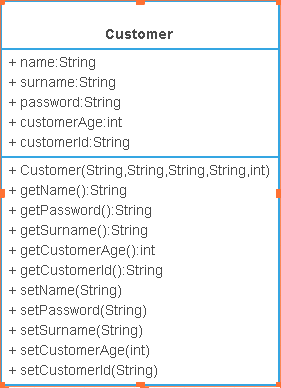 Customer
+ name:String
+ surname:String
+ password:String
+ customerAge:int
+ customerId:String
+ Customer(String,String,String,String,int)
+ getName():String
+ getPassword():String
+ getSurname():String
+ getCustomerAge():int
+ getCustomerId():String
+ setName(String)
+ setPassword(String)
+ setSurname(String)
+ setCustomerAge(int)
+ setCustomerId(String)